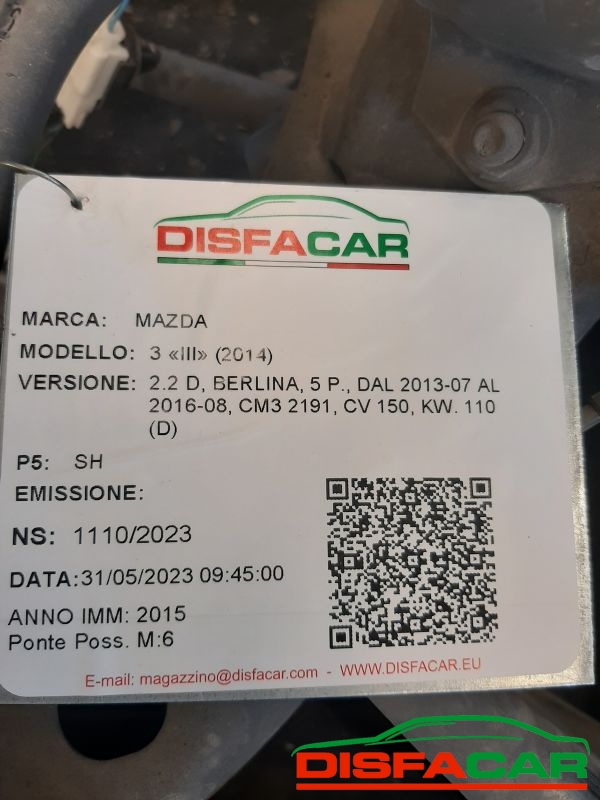 DISFACAR
MARCA: MAZDA
MODELLO: 3 «III» (2014)
VERSIONE: 2.2 D, BERLINA, 5 P., DAL 2013-07 AL
2016-08, CM3 2191, CV 150, KW. 110
(D)
P5: SH
EMISSIONE:
NS: 1110/2023
DATA:31/05/2023 09:45:00
ANNO IMM: 2015
Ponte Poss. M:6
E-mail: magazzino@disfacar.com - WWW.DISFACAR.EU
DISFACAR